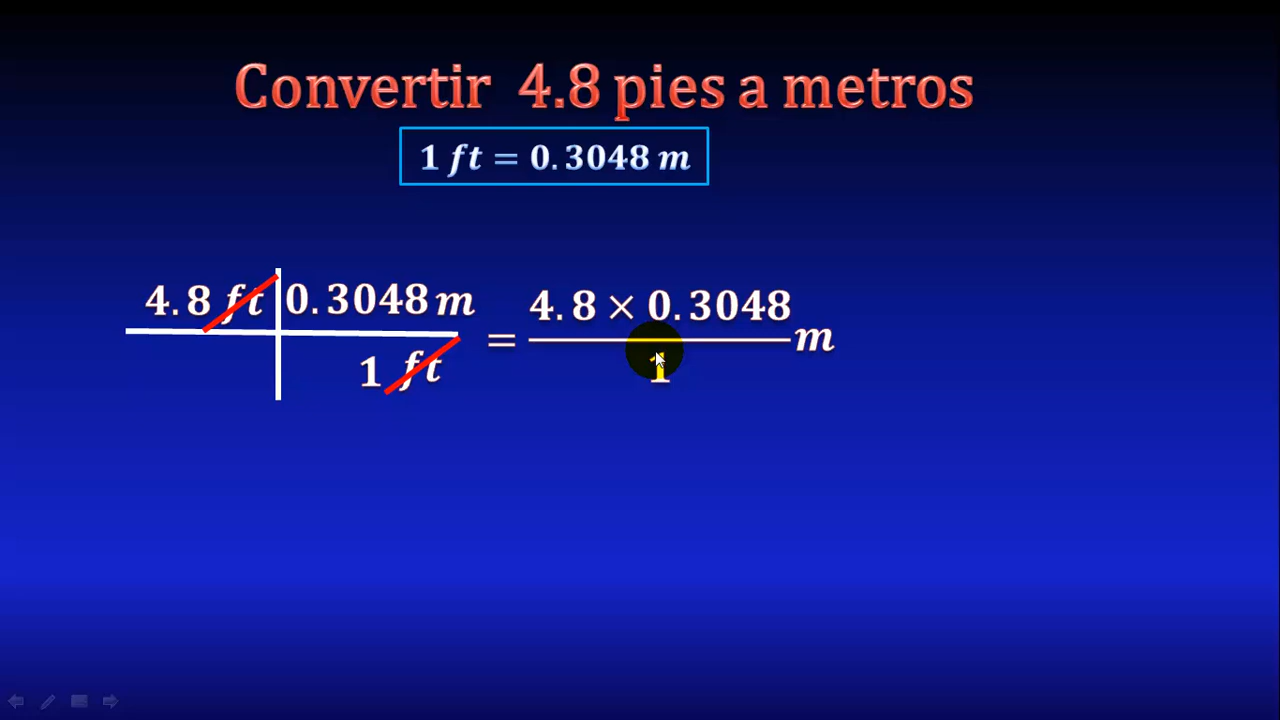 Convertir 4.8 pies a metros
1 ft = 0.3048 m
4.8 ft 0.3048 m
1 ft
= 4.8 × 0.3048
1 m